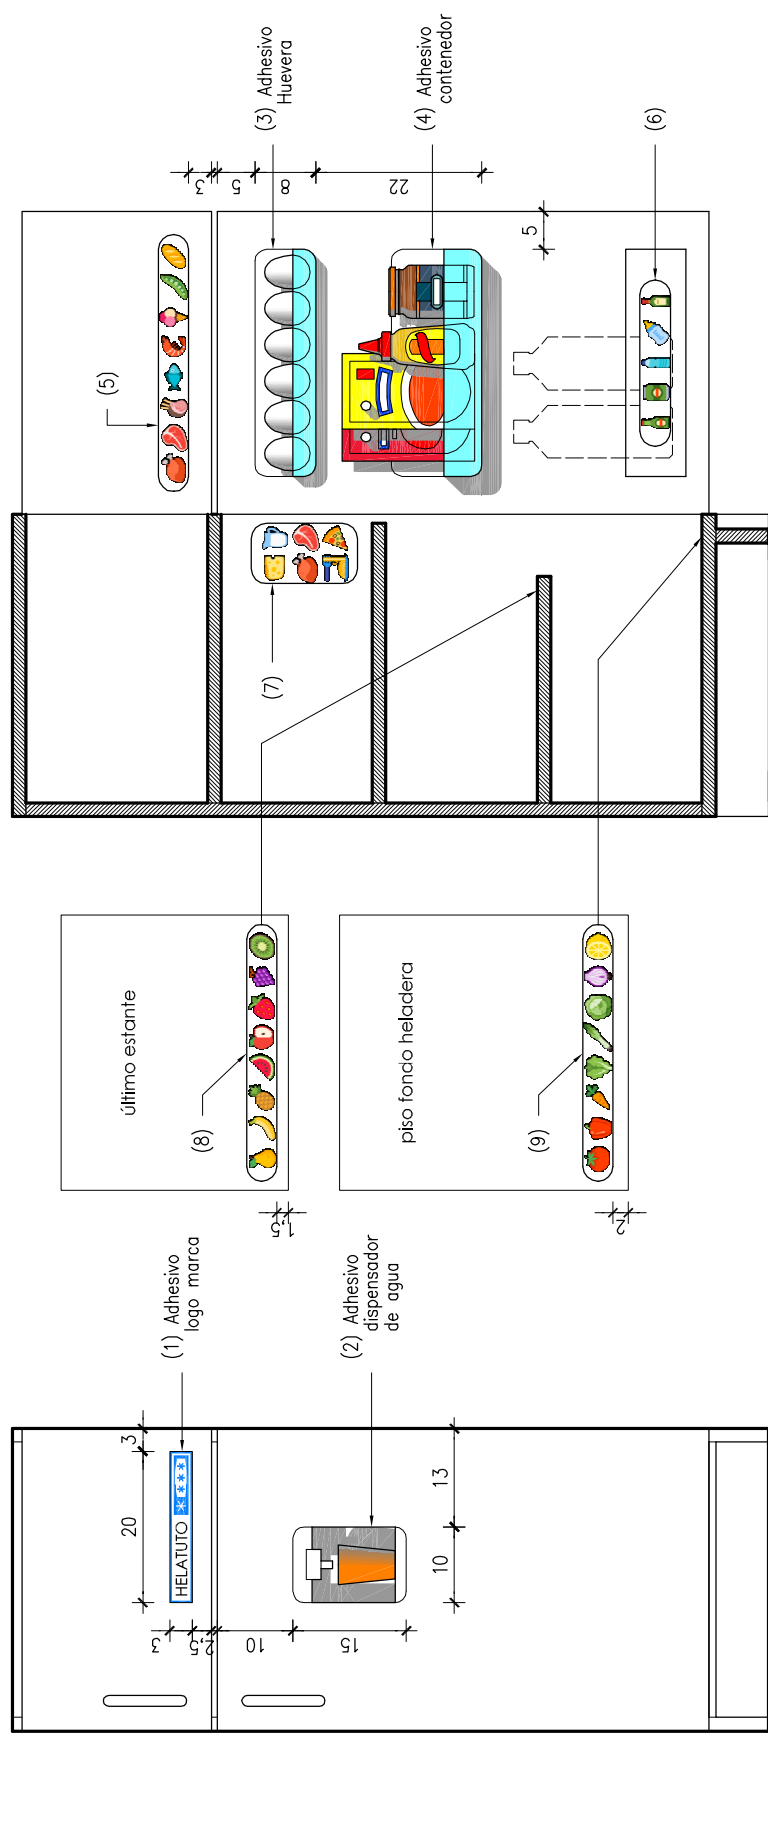 (1) Adhesivo
logo marca
HELATUTO
20
3
3
2,5
10
15
10
13
(2) Adhesivo
dispensador
de agua
último estante
(8)
1,5
piso fondo heladera
(9)
2
(7)
(5)
3
5
8
22
(3) Adhesivo
Huevera
(4) Adhesivo
contenedor
5
(6)